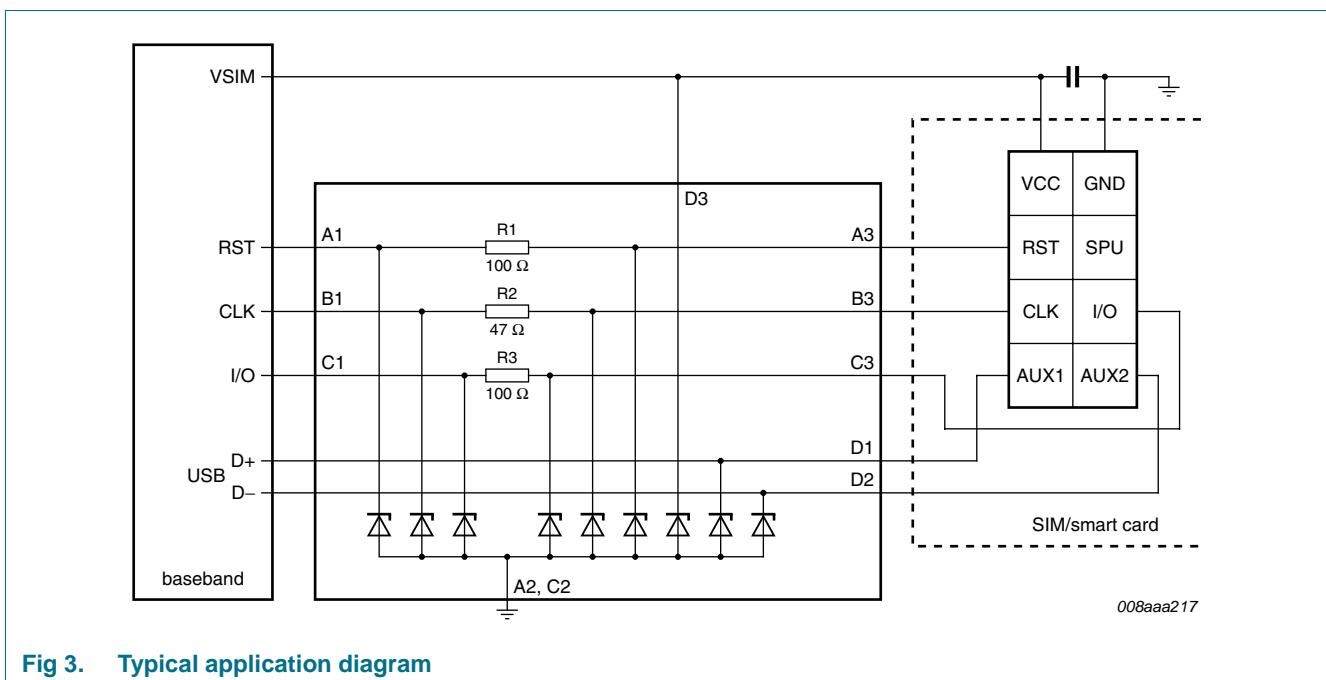 VSIM
D3
VCC GND
RST A1 R1 A3 RST SPU
100 Ω
CLK B1 R2 B3 CLK I/O
47 Ω
I/O C1 R3 C3
100 Ω
AUX1 AUX2
D+ D1
USB
D− D2
SIM/smart card
baseband
A2, C2
008aaa217
Fig 3. Typical application diagram